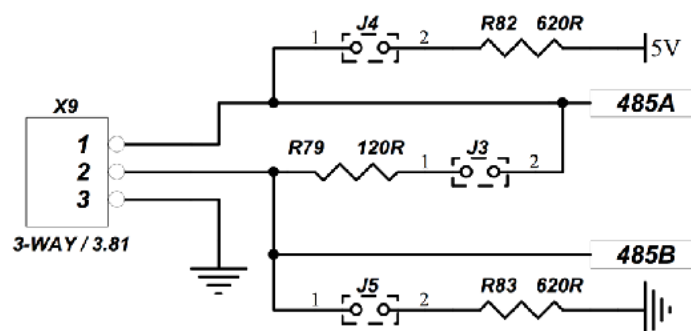 J4
1 2 R82 620R 5V
X9 485A
1
2 R79 120R 1 J3 2
3
3-WAY / 3.81 485B
J5
1 2 R83 620R